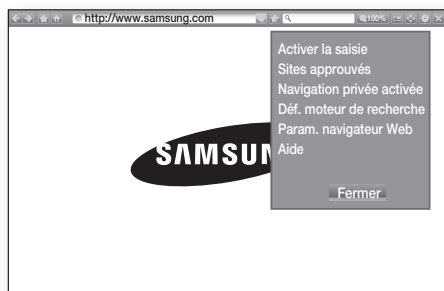 http://www.samsung.com
100%
Activer la saisie
Sites approuvés
Navigation privée activée
Déf. moteur de recherche
Param. navigateur Web
Aide
SAMSUN
Fermer